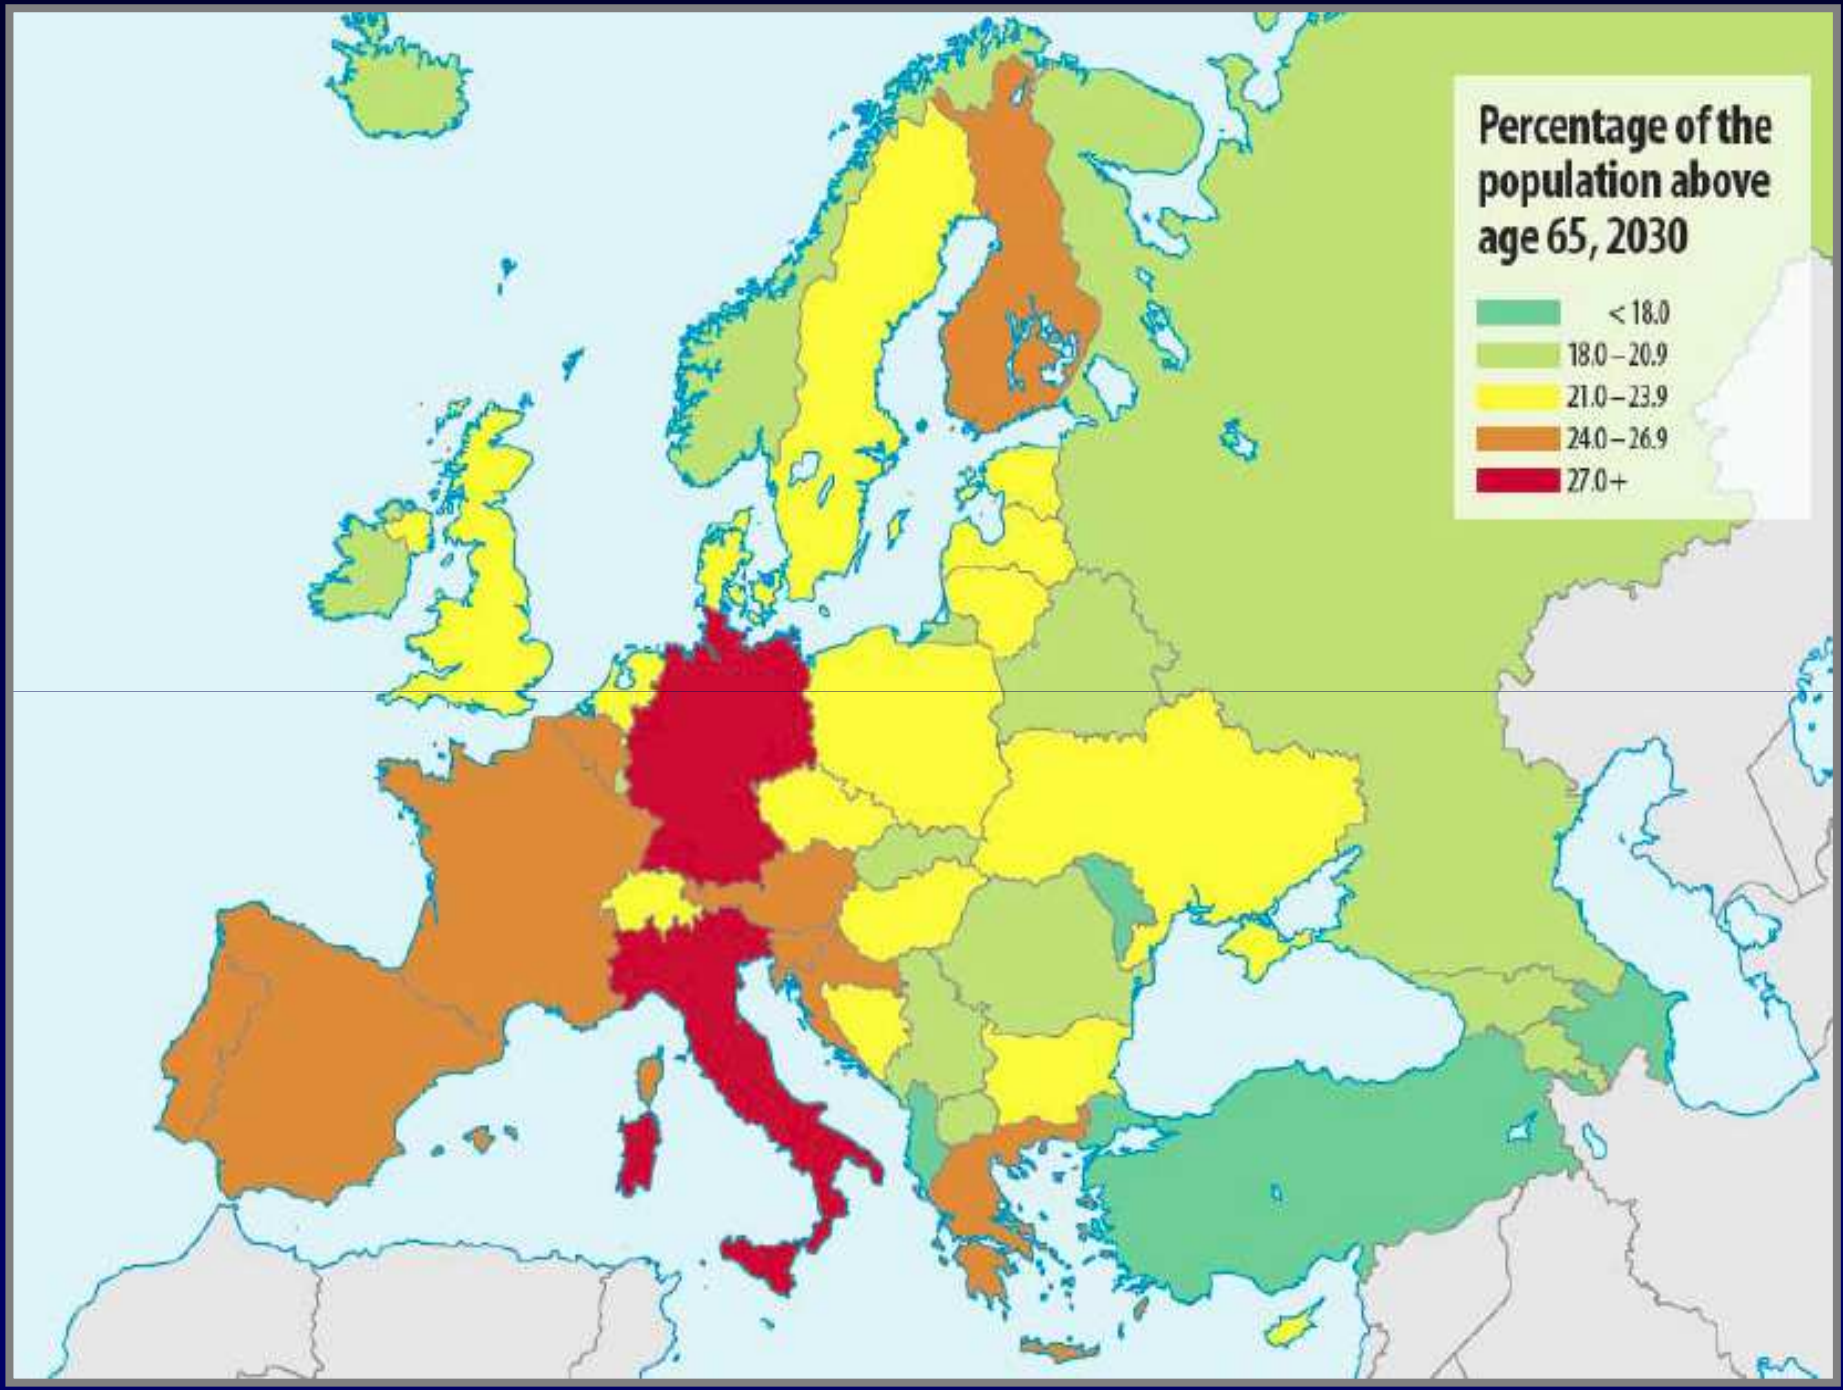 Percentage of the
population above
age 65, 2030
< 18.0
18.0 – 20.9
21.0 – 23.9
24.0 – 26.9
27.0 +